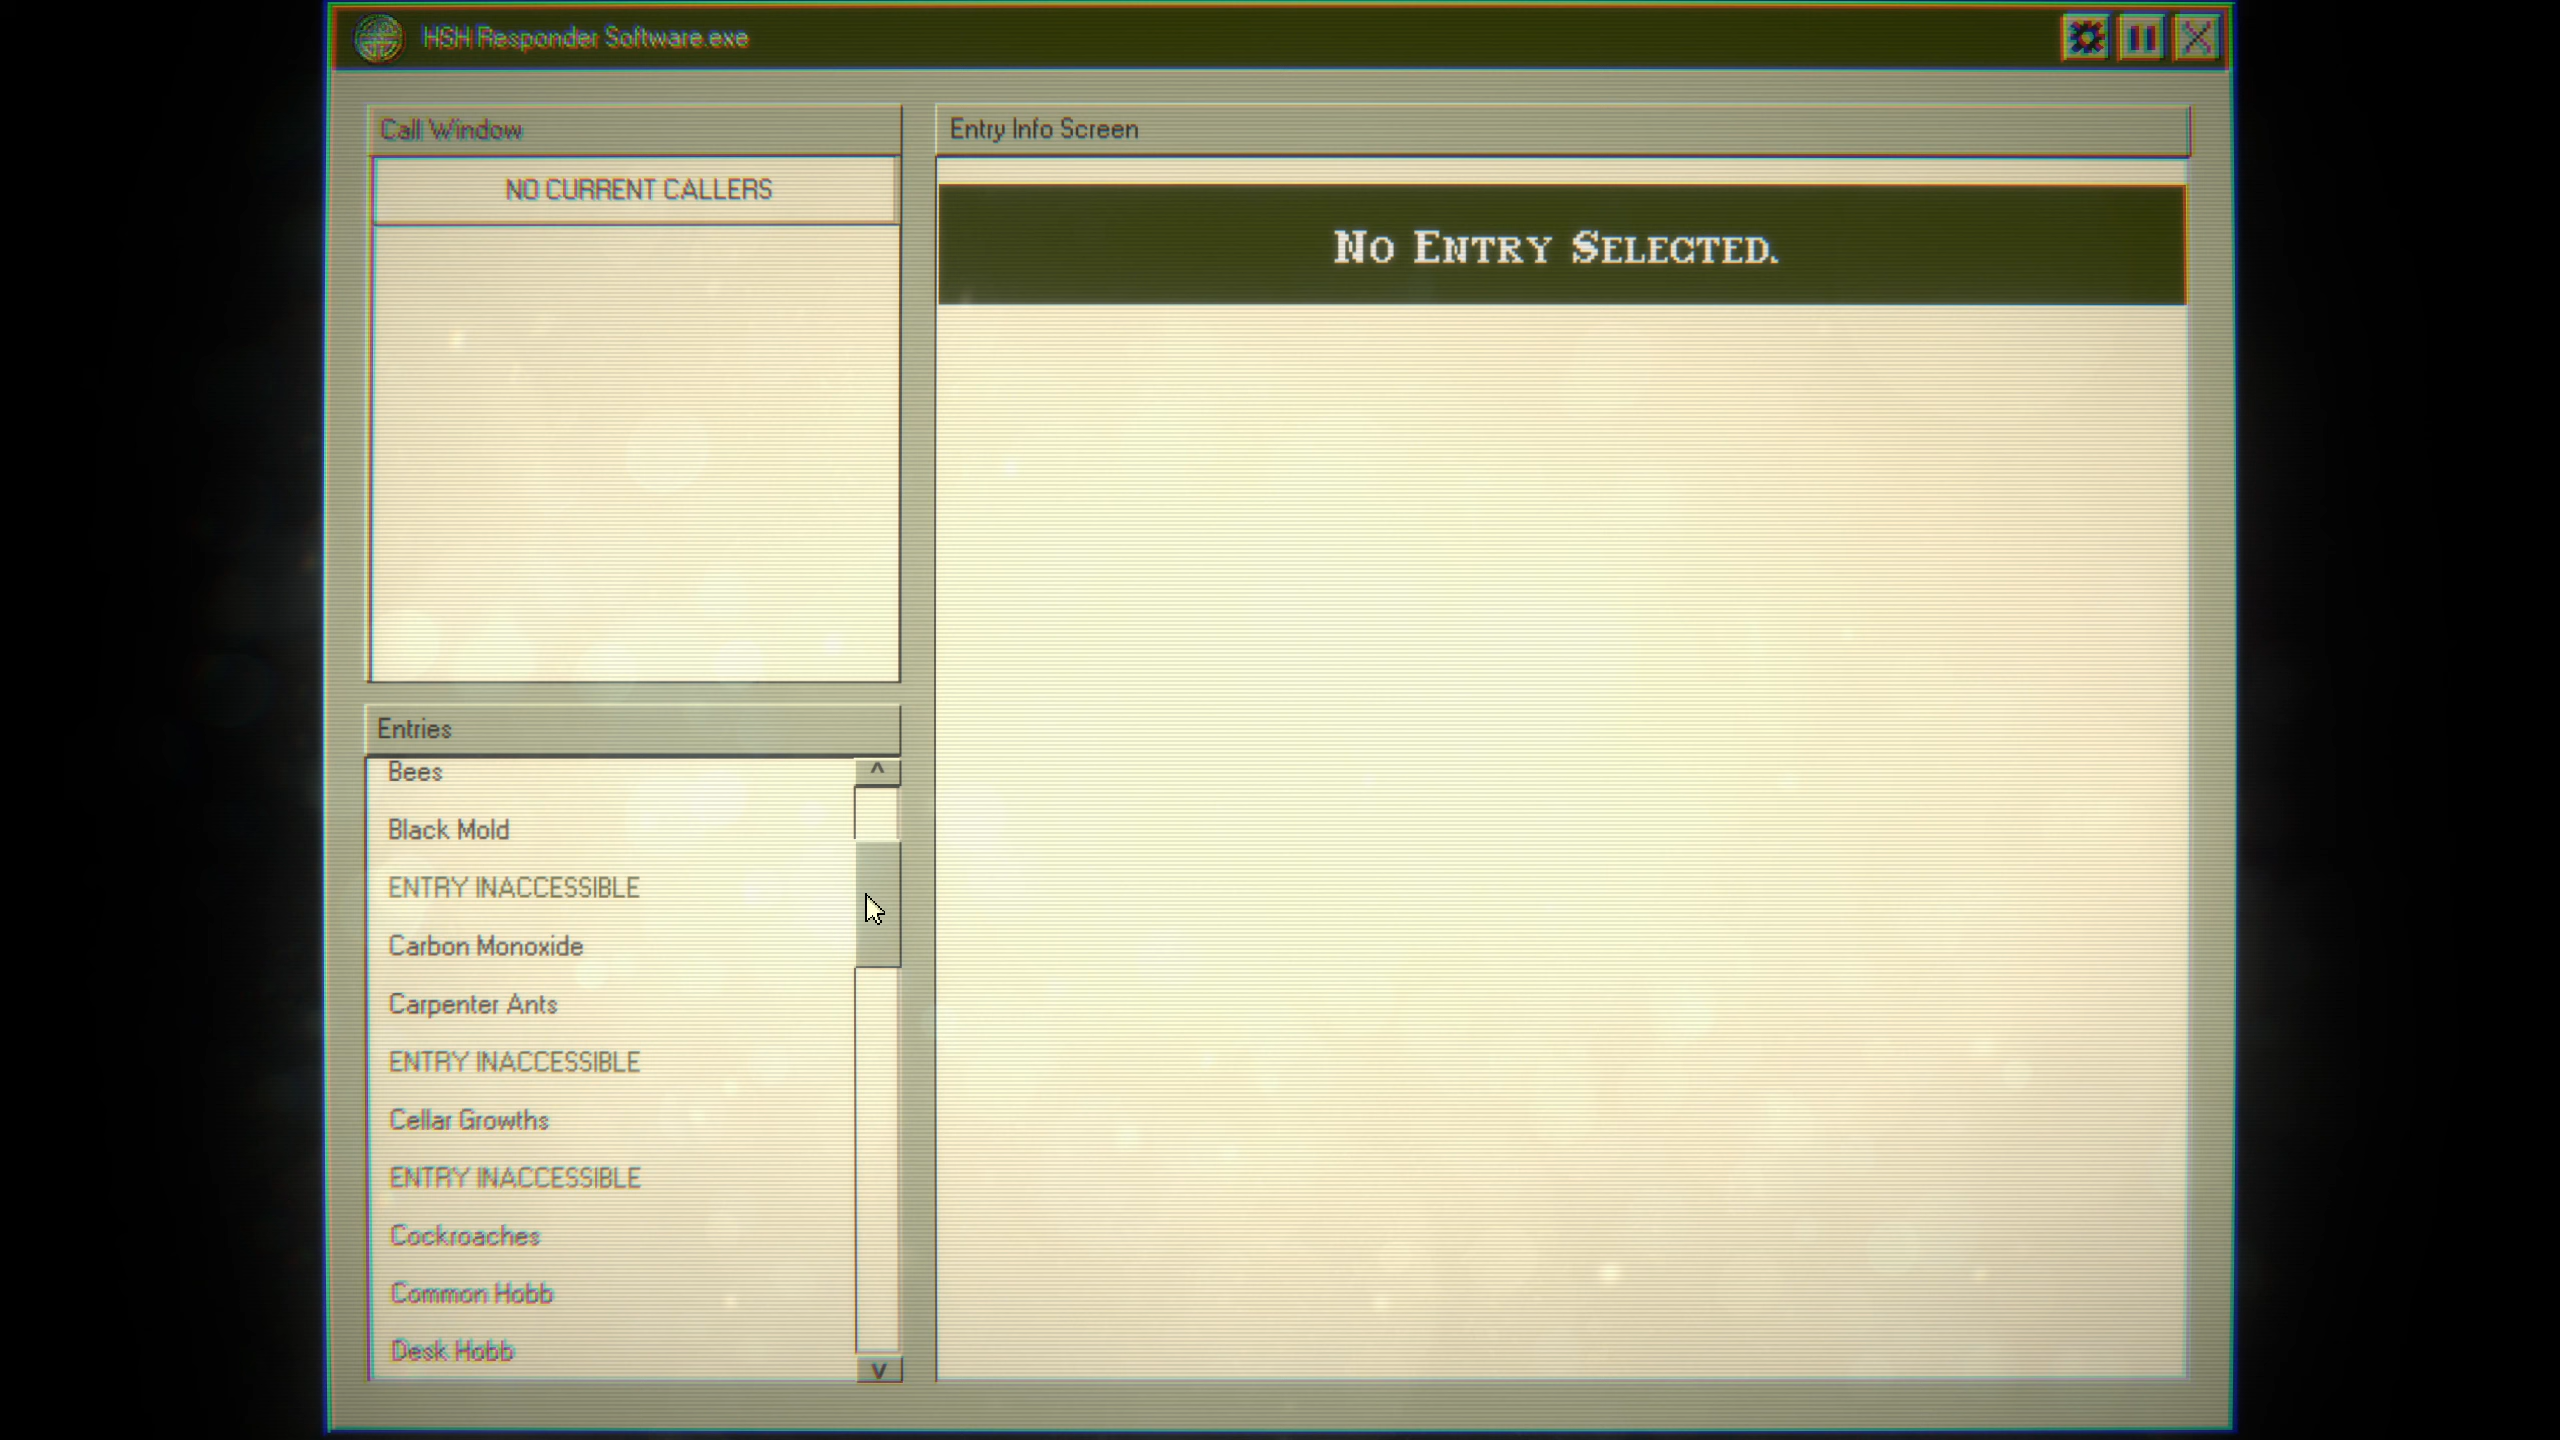 HSH Responder Software.exe
Call Window
NO CURRENT CALLERS
Entry Info Screen
No Entry Selected.
Entries
Bees
Black Mold
ENTRY INACCESSIBLE
Carbon Monoxide
Carpenter Ants
ENTRY INACCESSIBLE
Cellar Growths
ENTRY INACCESSIBLE
Cockroaches
Common Hobb
Desk Hobb